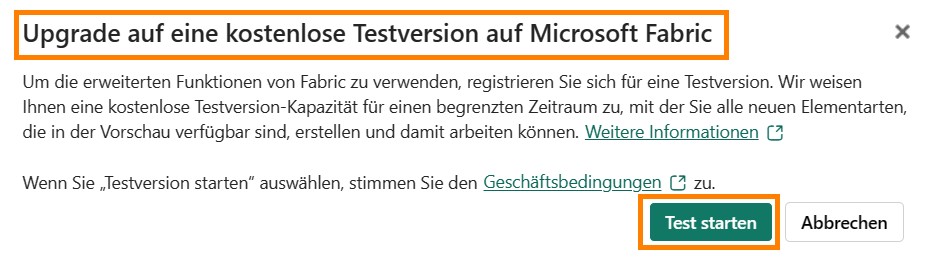 Upgrade auf eine kostenlose Testversion auf Microsoft Fabric
Um die erweiterten Funktionen von Fabric zu verwenden, registrieren Sie sich für eine Testversion. Wir weisen
Ihnen eine kostenlose Testversion-Kapazität für einen begrenzten Zeitraum zu, mit der Sie alle neuen Elementarten,
die in der Vorschau verfügbar sind, erstellen und damit arbeiten können. Weitere Informationen
Wenn Sie „Testversion starten“ auswählen, stimmen Sie den Geschäftsbedingungen zu.
Test starten Abbrechen